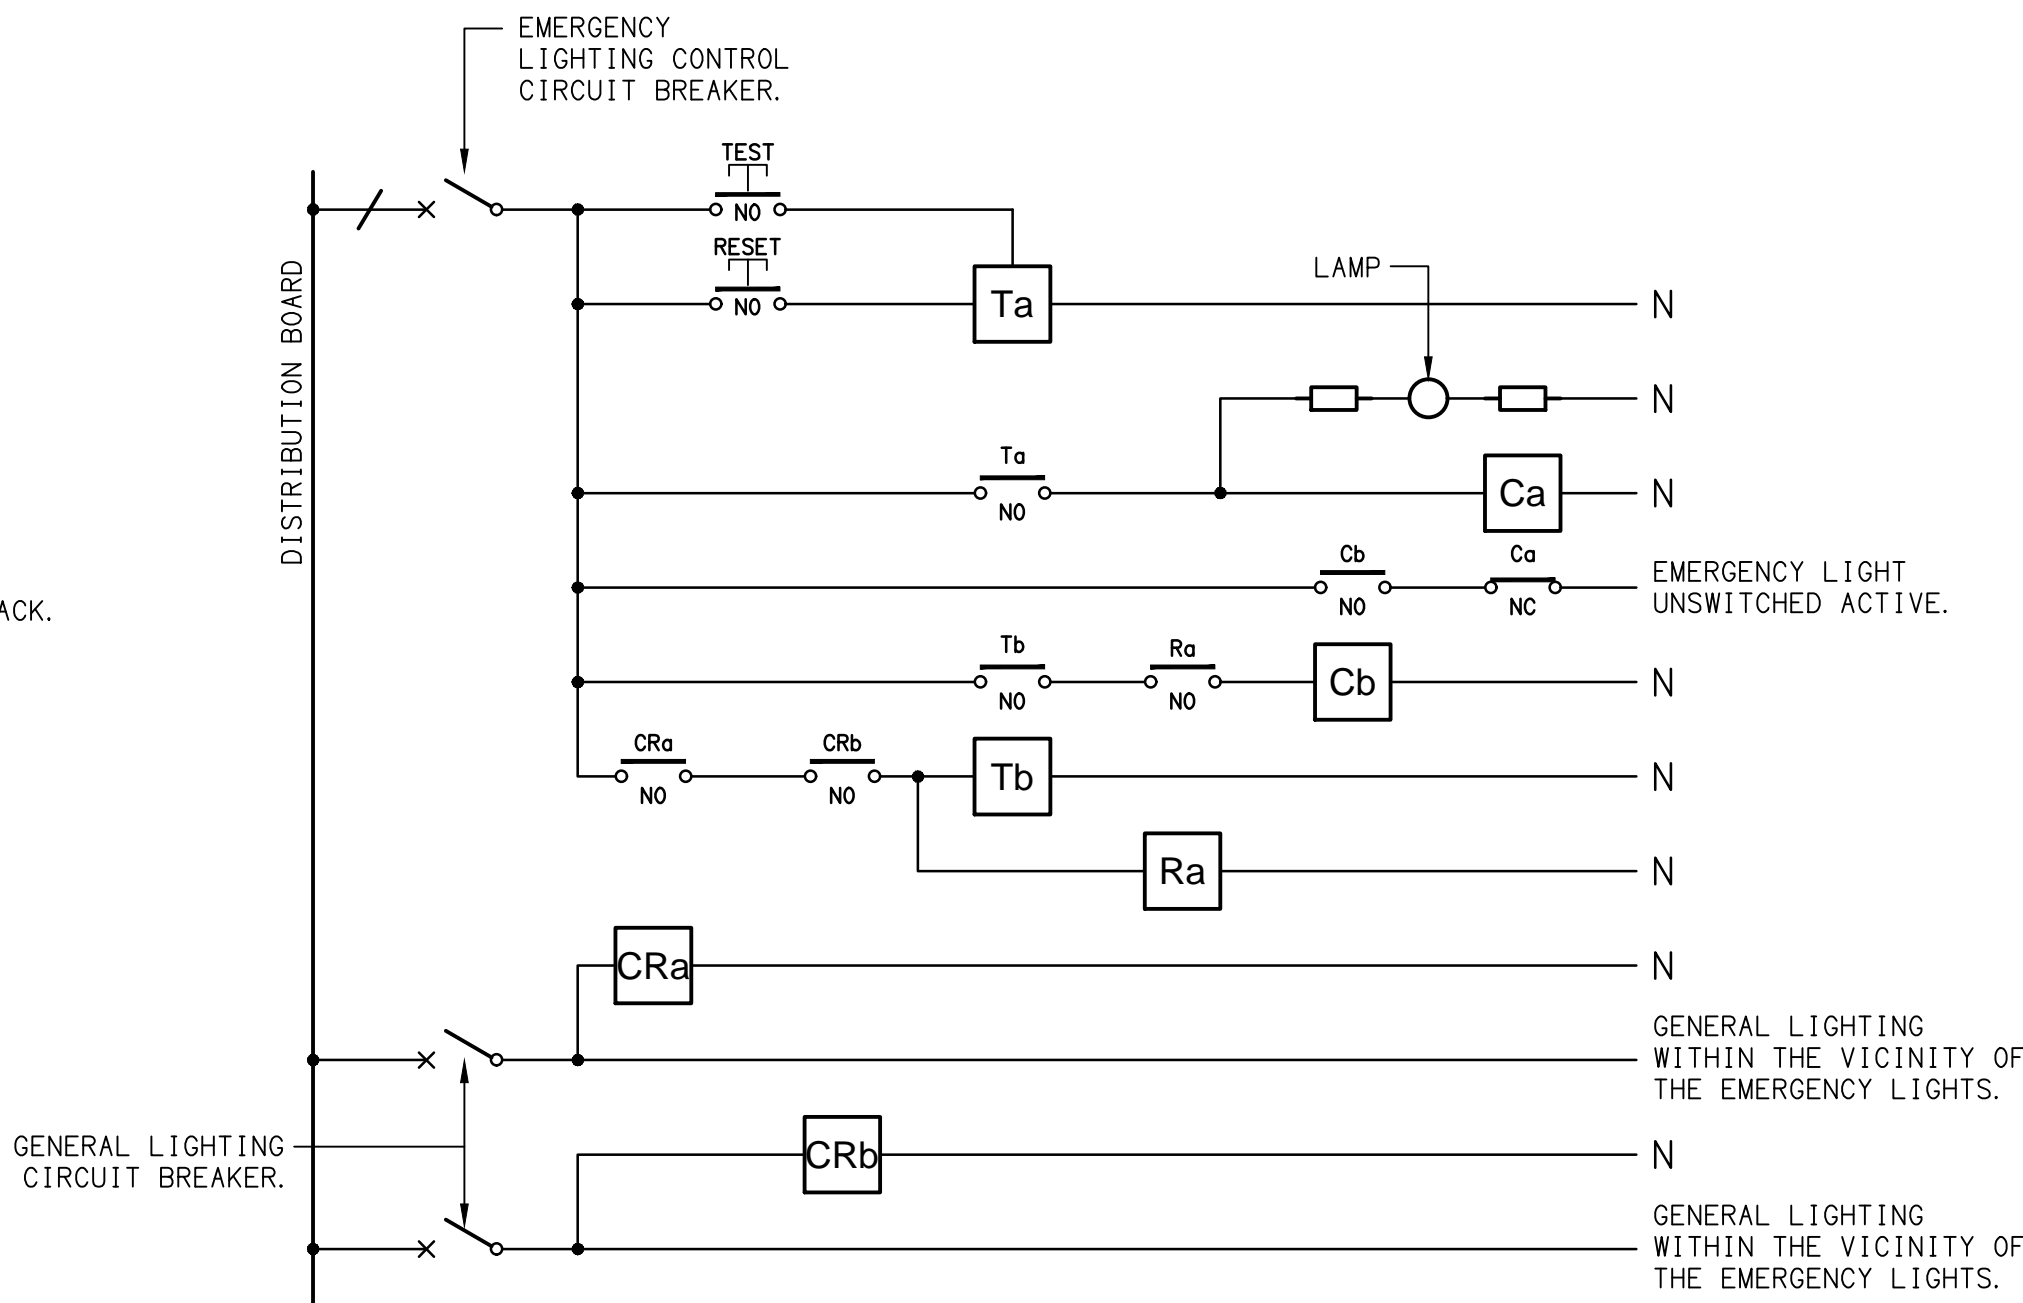 EMERGENCY
LIGHTING CONTROL
CIRCUIT BREAKER.
TEST
NO
RESET
NO
DISTRIBUTION BOARD
Ta
N
LAMP
N
Ta
NO
Ca
N
Cb
NO
Ca
NC
EMERGENCY LIGHT
UNSWITCHED ACTIVE.
ACK.
Tb
NO
Ra
NO
Cb
N
CRa
NO
CRb
NO
Tb
N
Ra
N
CRa
N
GENERAL LIGHTING
WITHIN THE VICINITY OF
THE EMERGENCY LIGHTS.
GENERAL LIGHTING
CIRCUIT BREAKER.
CRb
N
GENERAL LIGHTING
WITHIN THE VICINITY OF
THE EMERGENCY LIGHTS.